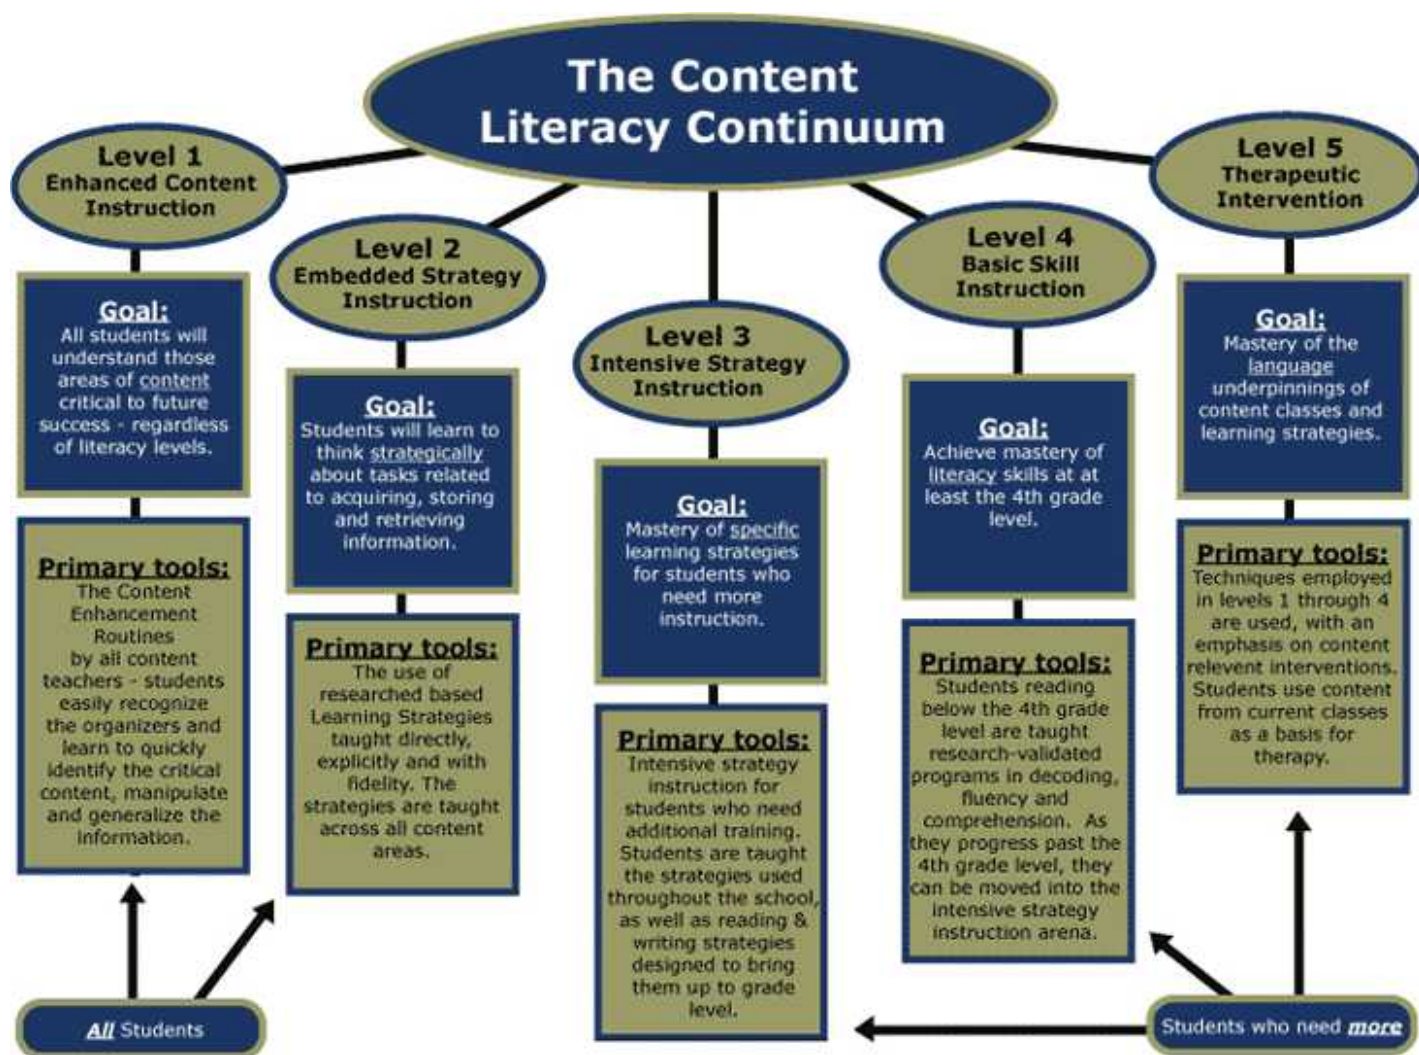 The Content
Literacy Continuum
Level 1
Enhanced Content
Instruction
Goal:
All students will
understand those
areas of content
critical to future
success - regardless
of literacy levels.
Primary tools:
The Content
Enhancement
Routines
by all content
teachers - students
easily recognize
the organizers and
learn to quickly
identify the critical
content, manipulate
and generalize the
information.
Level 2
Embedded Strategy
Instruction
Goal:
Students will learn to
think strategically
about tasks related
to acquiring, storing
and retrieving
information.
Primary tools:
The use of
researched based
Learning Strategies
taught directly,
explicitly and with
fidelity. The
strategies are taught
across all content
areas.
Level 3
Intensive Strategy
Instruction
Goal:
Mastery of specific
learning strategies
for students who
need more
instruction.
Primary tools:
Intensive strategy
instruction for
students who need
additional training.
Students are taught
the strategies used
throughout the school,
as well as reading &
writing strategies
designed to bring
them up to grade
level.
Level 4
Basic Skill
Instruction
Goal:
Achieve mastery of
literacy skills at at
least the 4th grade
level.
Primary tools:
Students reading
below the 4th grade
level are taught
research-validated
programs in decoding,
fluency and
comprehension. As
they progress past the
4th grade level, they
can be moved into the
intensive strategy
instruction arena.
Level 5
Therapeutic
Intervention
Goal:
Mastery of the
language
underpinnings of
content classes and
learning strategies.
Primary tools:
Techniques employed
in levels 1 through 4
are used, with an
emphasis on content
relevent interventions.
Students use content
from current classes
as a basis for
therapy.
All Students
Students who need more